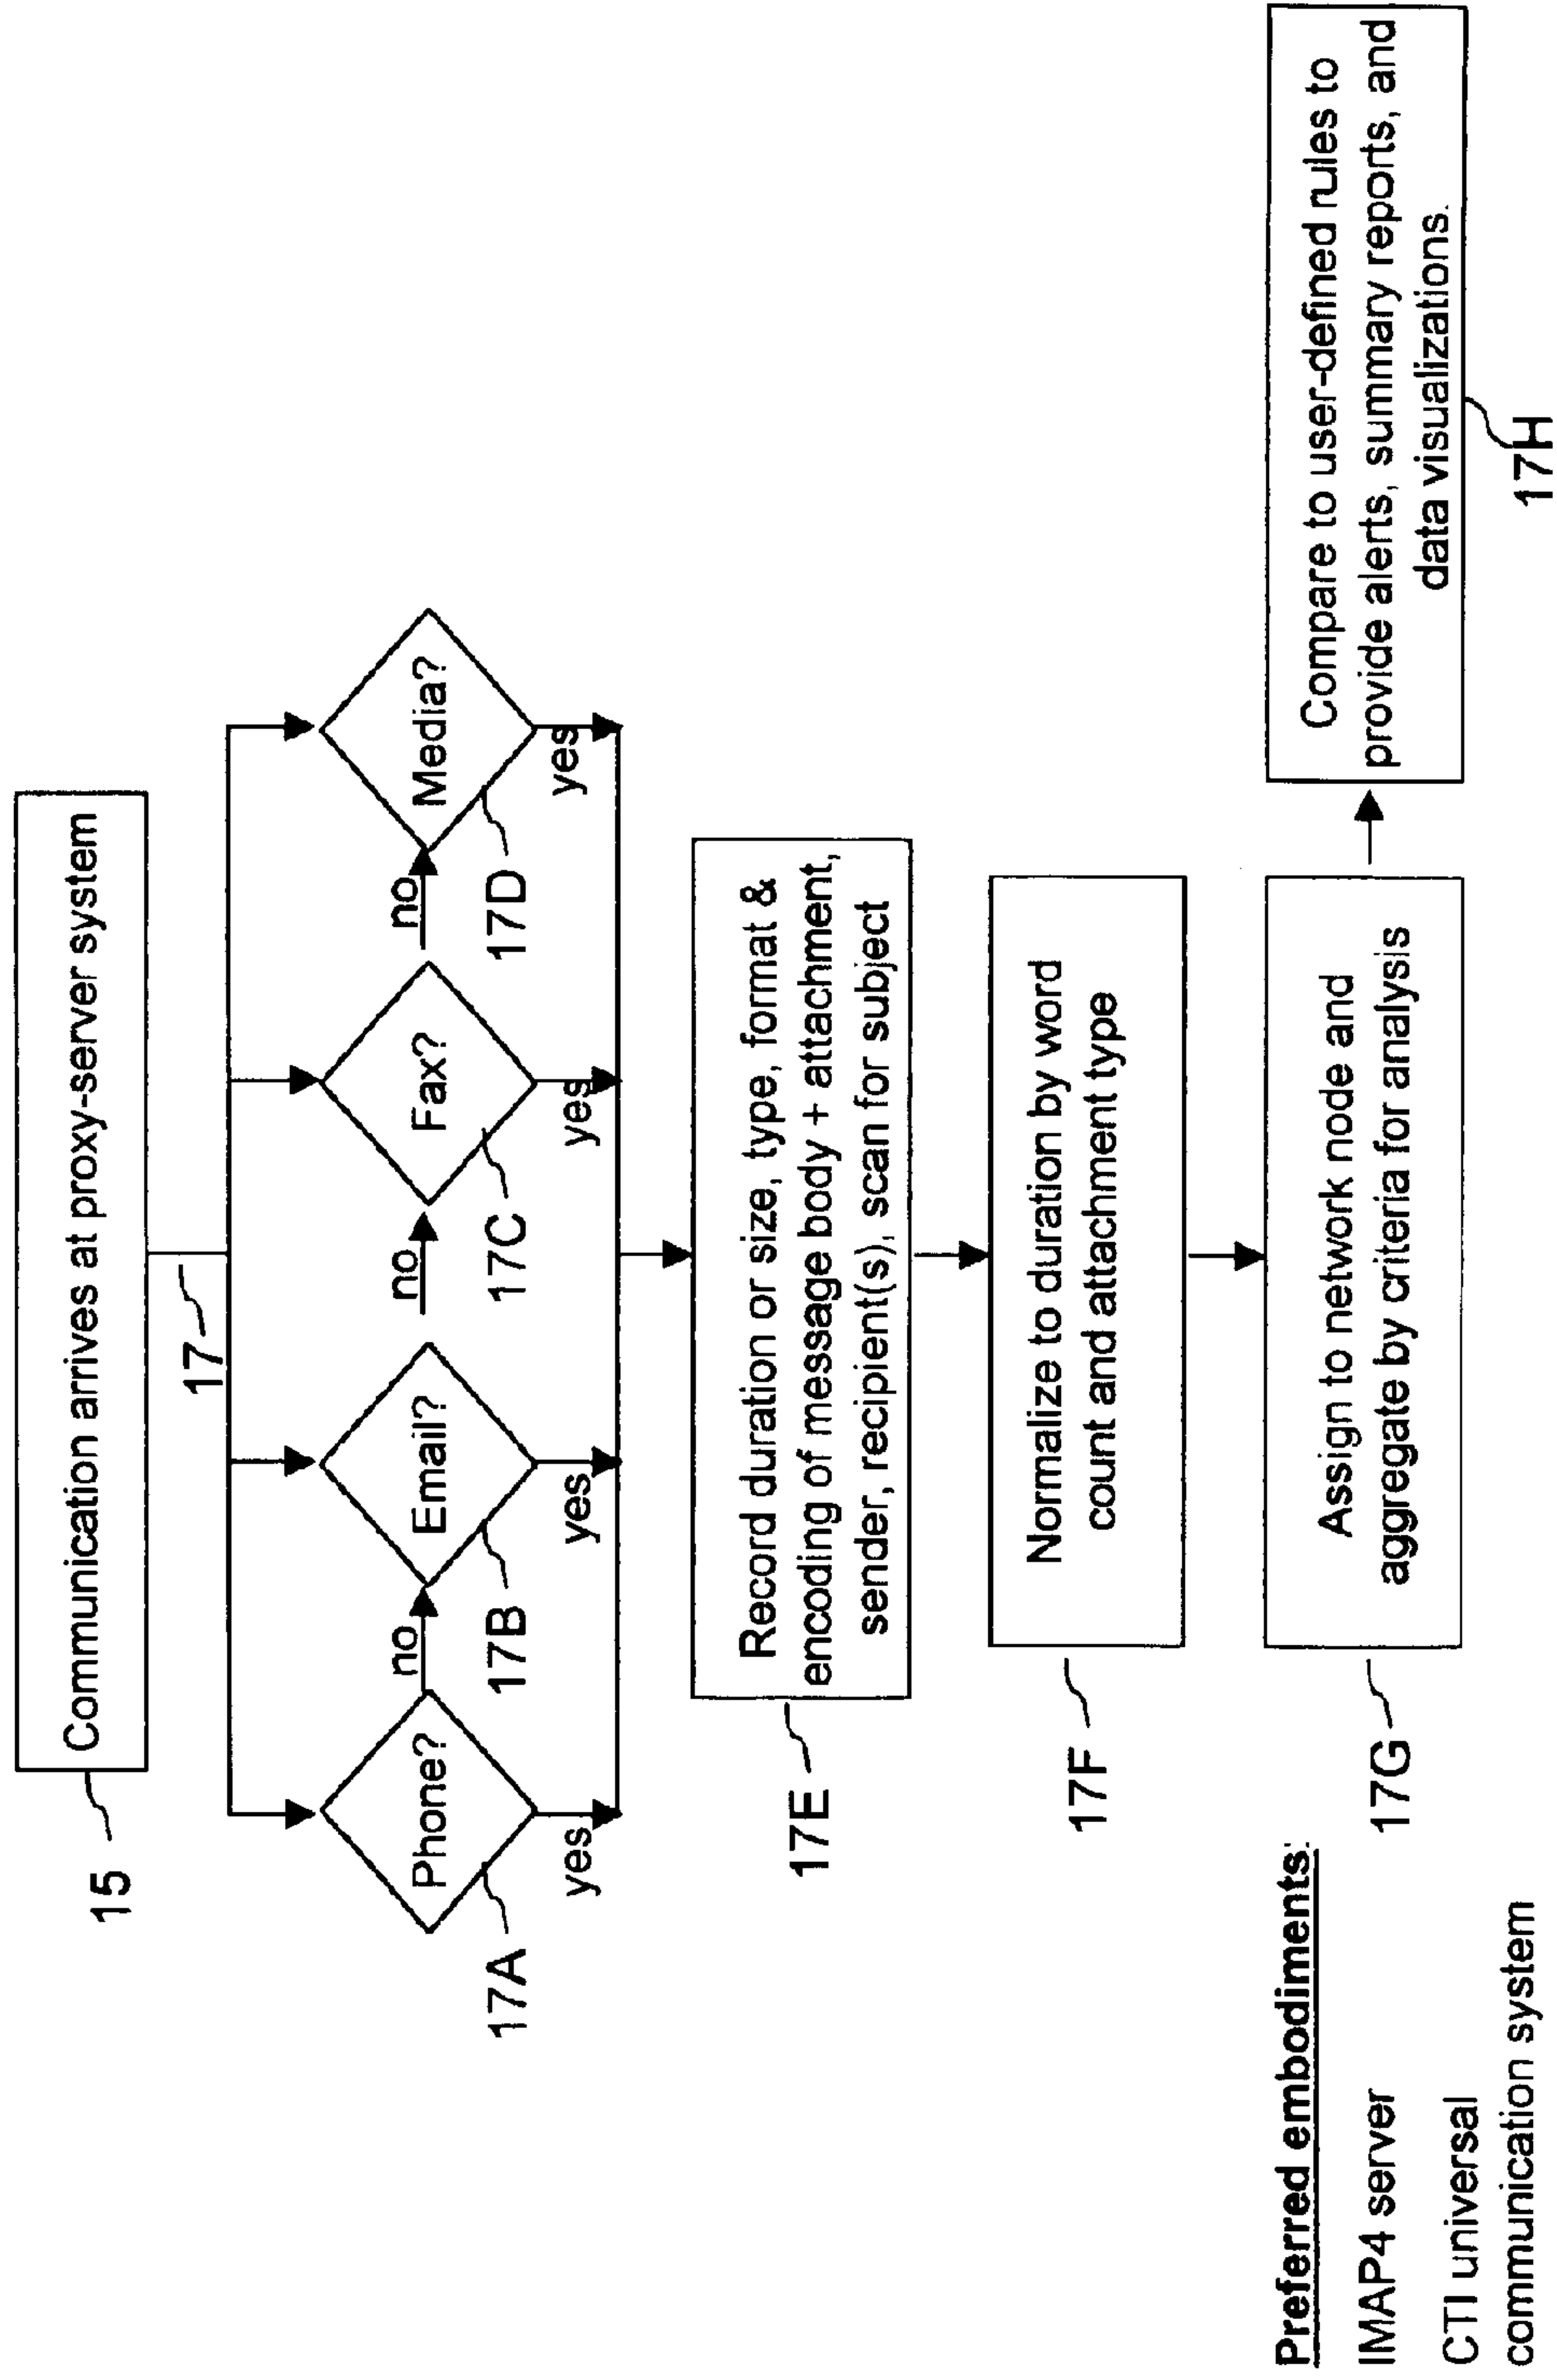 Communication arrives at proxy-server system
15
17
Phone?
Email?
Fax?
Media?
no
no
no
17A
17B
17C
17D
yes
yes
yes
yes
Record duration or size, type, format &
encoding of message body + attachment,
sender, recipient(s), scan for subject
17E
Normalize to duration by word
count and attachment type
17F
Assign to network node and
aggregate by criteria for analysis
17G
Compare to user-defined rules to
provide alerts, summary reports, and
data visualizations.
17H
Preferred embodiments:
IMAP4 server
CTI universal
communication system